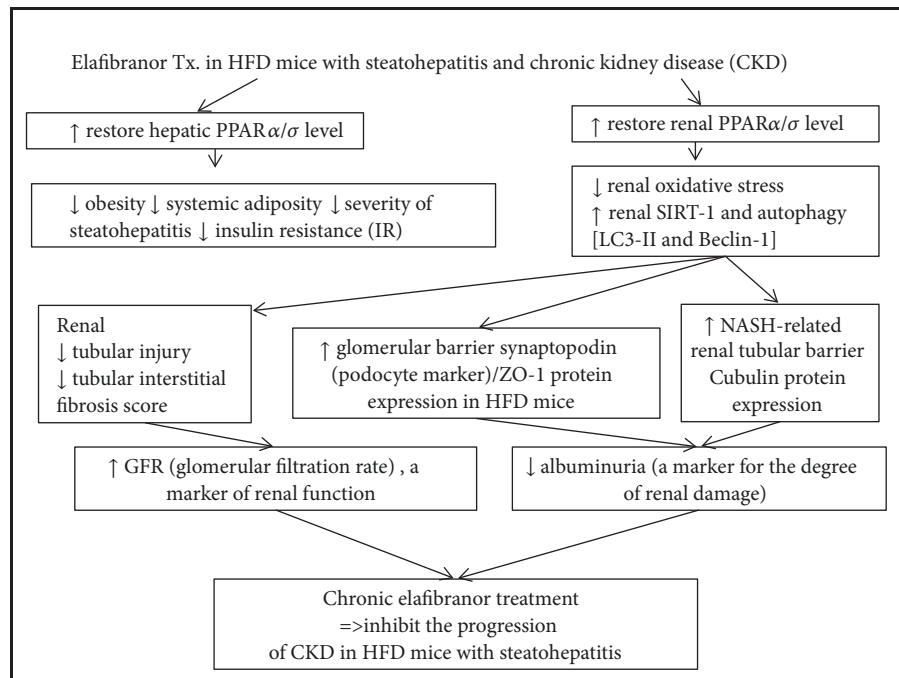 Elafibranor Tx. in HFD mice with steatohepatitis and chronic kidney disease (CKD)
↑ restore hepatic PPARα/σ level
↑ restore renal PPARα/σ level
↓ obesity ↓ systemic adiposity ↓ severity of
steatohepatitis ↓ insulin resistance (IR)
↓ renal oxidative stress
↑ renal SIRT-1 and autophagy
[LC3-II and Beclin-1]
Renal
↓ tubular injury
↓ tubular interstitial
fibrosis score
↑ glomerular barrier synaptopodin
(podocyte marker)/ZO-1 protein
expression in HFD mice
↑ NASH-related
renal tubular barrier
Cubulin protein
expression
↑ GFR (glomerular filtration rate) , a
marker of renal function
↓ albuminuria (a marker for the degree
of renal damage)
Chronic elafibranor treatment
=>inhibit the progression
of CKD in HFD mice with steatohepatitis